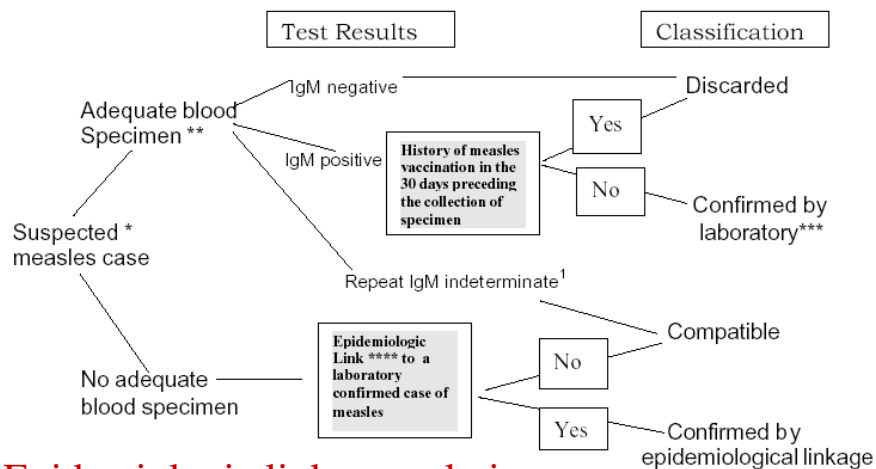 Test Results
Classification
IgM negative
Discarded
Adequate blood
Specimen **
Yes
IgM positive
History of measles
vaccination in the
30 days preceding
the collection of
specimen
No
Confirmed by
laboratory***
Suspected *
measles case
Repeat IgM indeterminate1
Compatible
Epidemiologic
Link **** to a
laboratory
confirmed case of
measles
No
No adequate
blood specimen
Yes
Confirmed by
epidemiological linkage